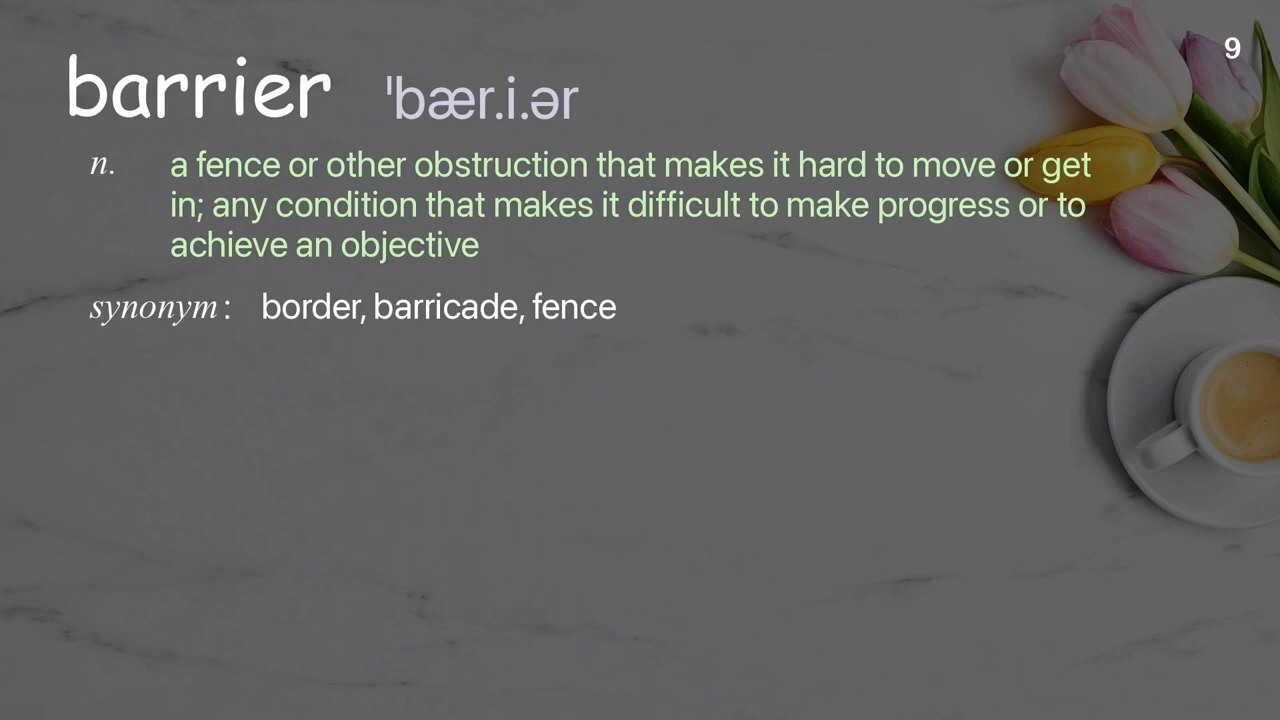 9
barrier ˈbær.i.ər
n. a fence or other obstruction that makes it hard to move or get
in; any condition that makes it difficult to make progress or to
achieve an objective
synonym: border, barricade, fence